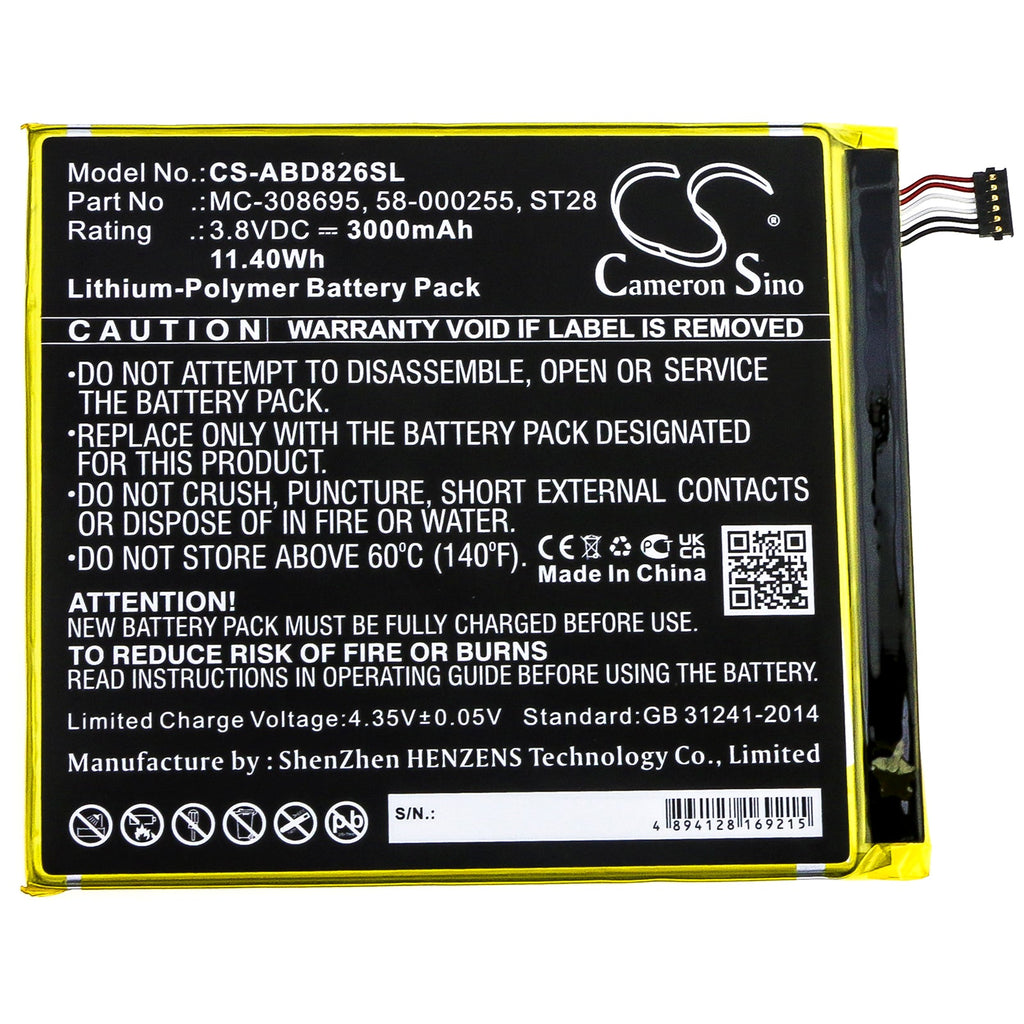 Model No.:CS-ABD826SL
Part No .:MC-308695, 58-000255, ST28
Rating .:3.8VDC ⎓ 3000mAh
11.40Wh
Lithium-Polymer Battery Pack
CS
®
Cameron Sino
CAUTION | WARRANTY VOID IF LABEL IS REMOVED
•DO NOT ATTEMPT TO DISASSEMBLE, OPEN OR SERVICE
THE BATTERY PACK.
•REPLACE ONLY WITH THE BATTERY PACK DESIGNATED
FOR THIS PRODUCT.
•DO NOT CRUSH, PUNCTURE, SHORT EXTERNAL CONTACTS
OR DISPOSE OF IN FIRE OR WATER.
•DO NOT STORE ABOVE 60°C (140°F).
CE PCT UKCA
Made In China
ATTENTION!
NEW BATTERY PACK MUST BE FULLY CHARGED BEFORE USE.
TO REDUCE RISK OF FIRE OR BURNS
READ INSTRUCTIONS IN OPERATING GUIDE BEFORE USING THE BATTERY.
Limited Charge Voltage:4.35V±0.05V Standard:GB 31241-2014
Manufacture by : ShenZhen HENZENS Technology Co., Limited
pb
S/N.:
4 894128 169215